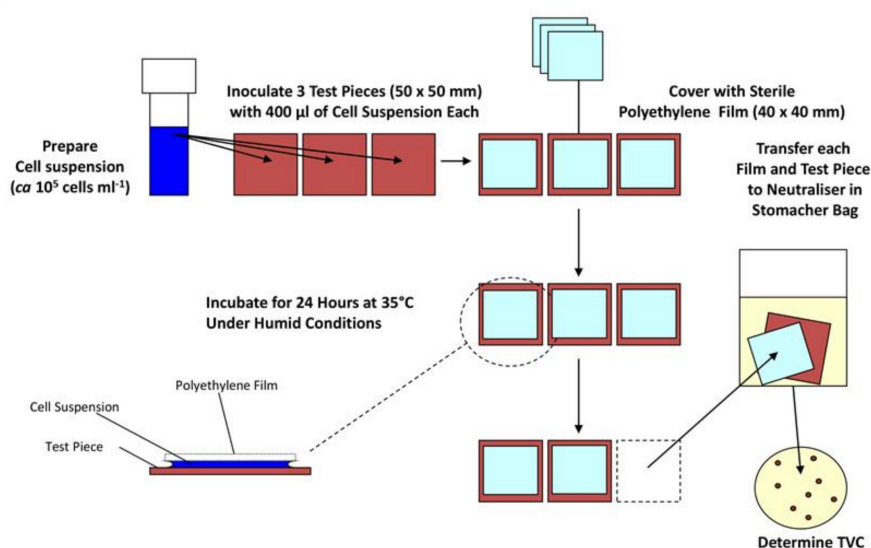 Inoculate 3 Test Pieces (50 x 50 mm)
with 400 µl of Cell Suspension Each
Cover with Sterile
Polyethylene Film (40 x 40 mm)
Prepare
Cell suspension
(ca 10⁵ cells ml⁻¹)
Transfer each
Film and Test Piece
to Neutraliser in
Stomacher Bag
Incubate for 24 Hours at 35°C
Under Humid Conditions
Polyethylene Film
Cell Suspension
Test Piece
Determine TVC